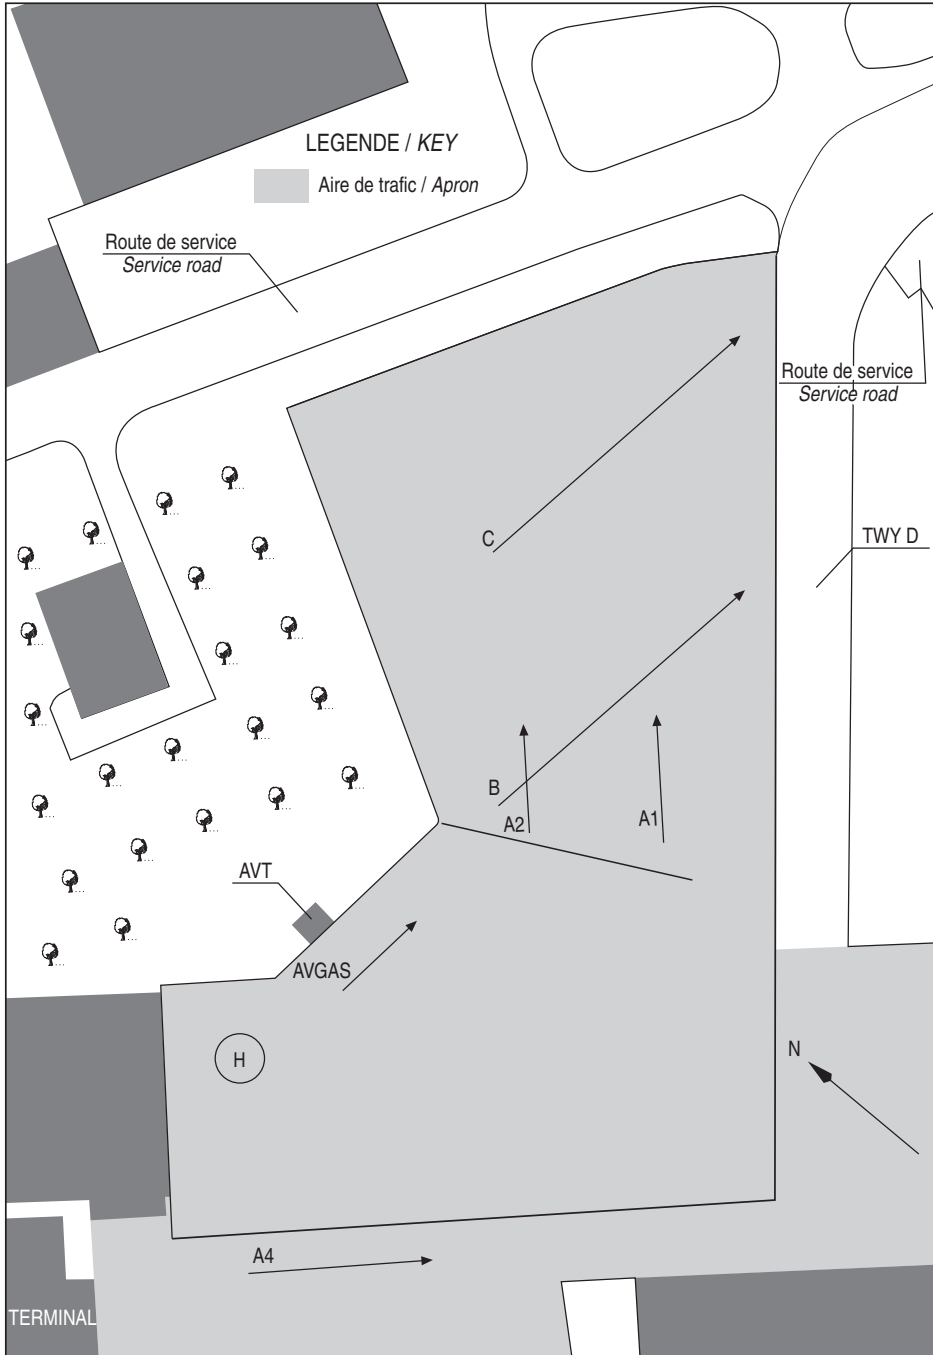 LEGENDE / KEY
Aire de trafic / Apron
Route de service
Service road
Route de service
Service road
C
TWY D
B
A2
A1
AVT
AVGAS
H
N
A4
TERMINAL